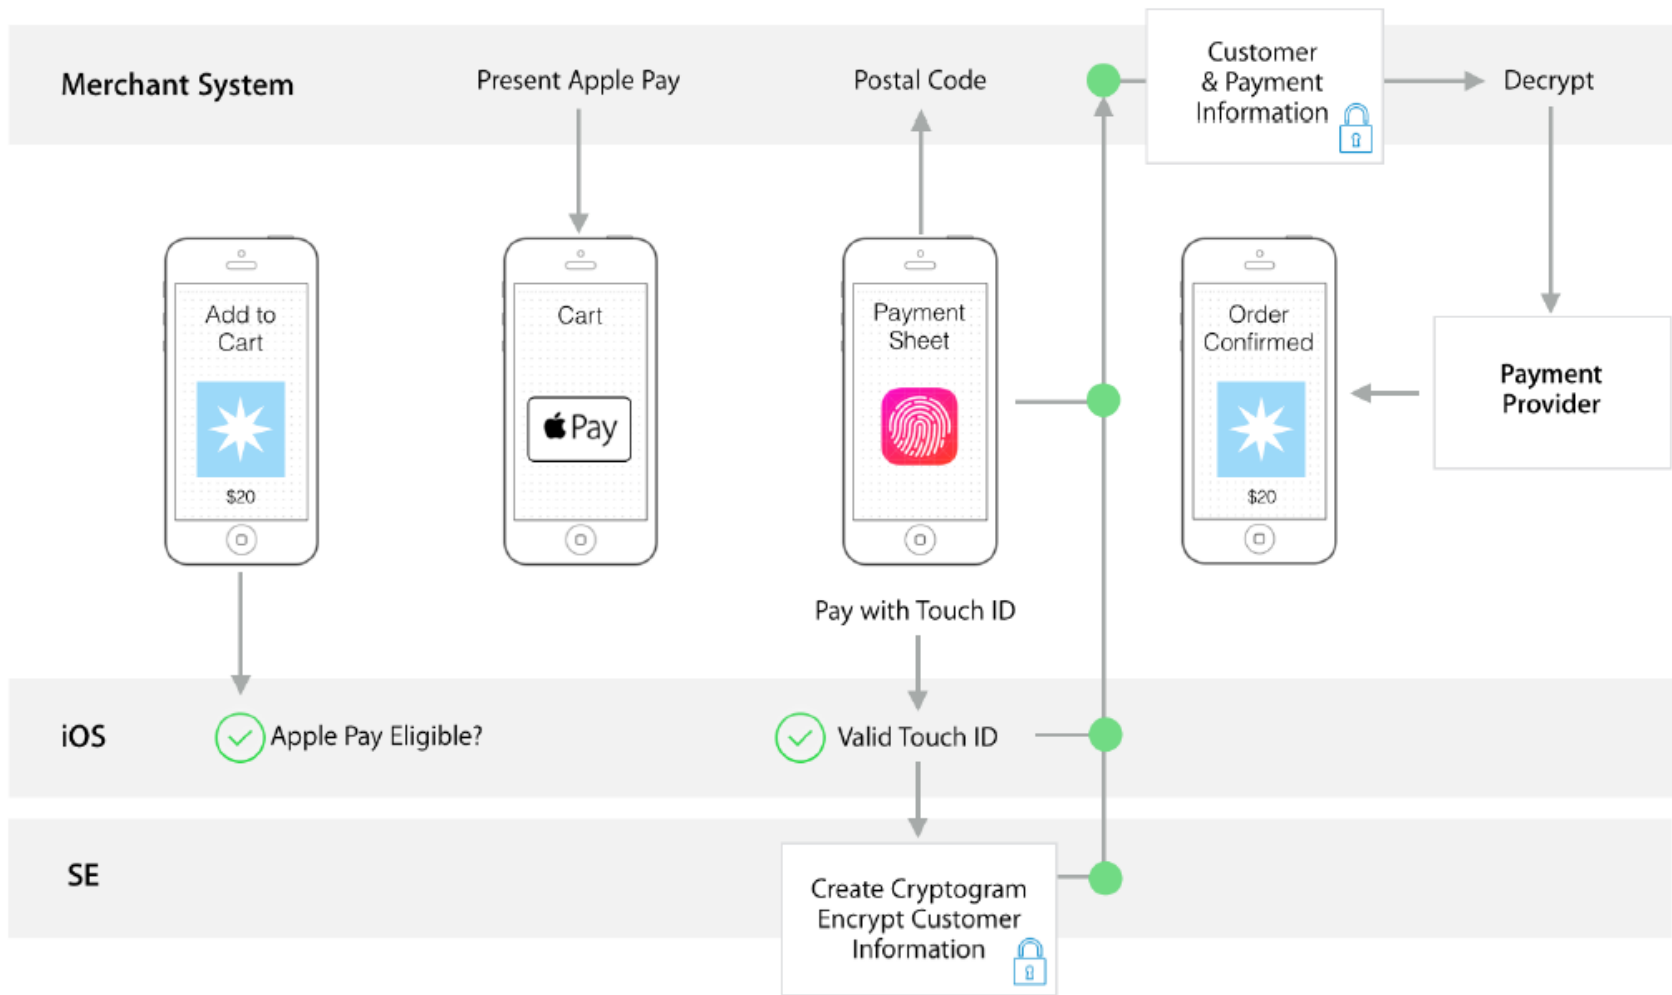 Merchant System
Present Apple Pay
Postal Code
Customer
& Payment
Information
Decrypt
Add to
Cart
$20
Cart
Pay
Payment
Sheet
Order
Confirmed
$20
Payment
Provider
Pay with Touch ID
iOS
Apple Pay Eligible?
Valid Touch ID
SE
Create Cryptogram
Encrypt Customer
Information